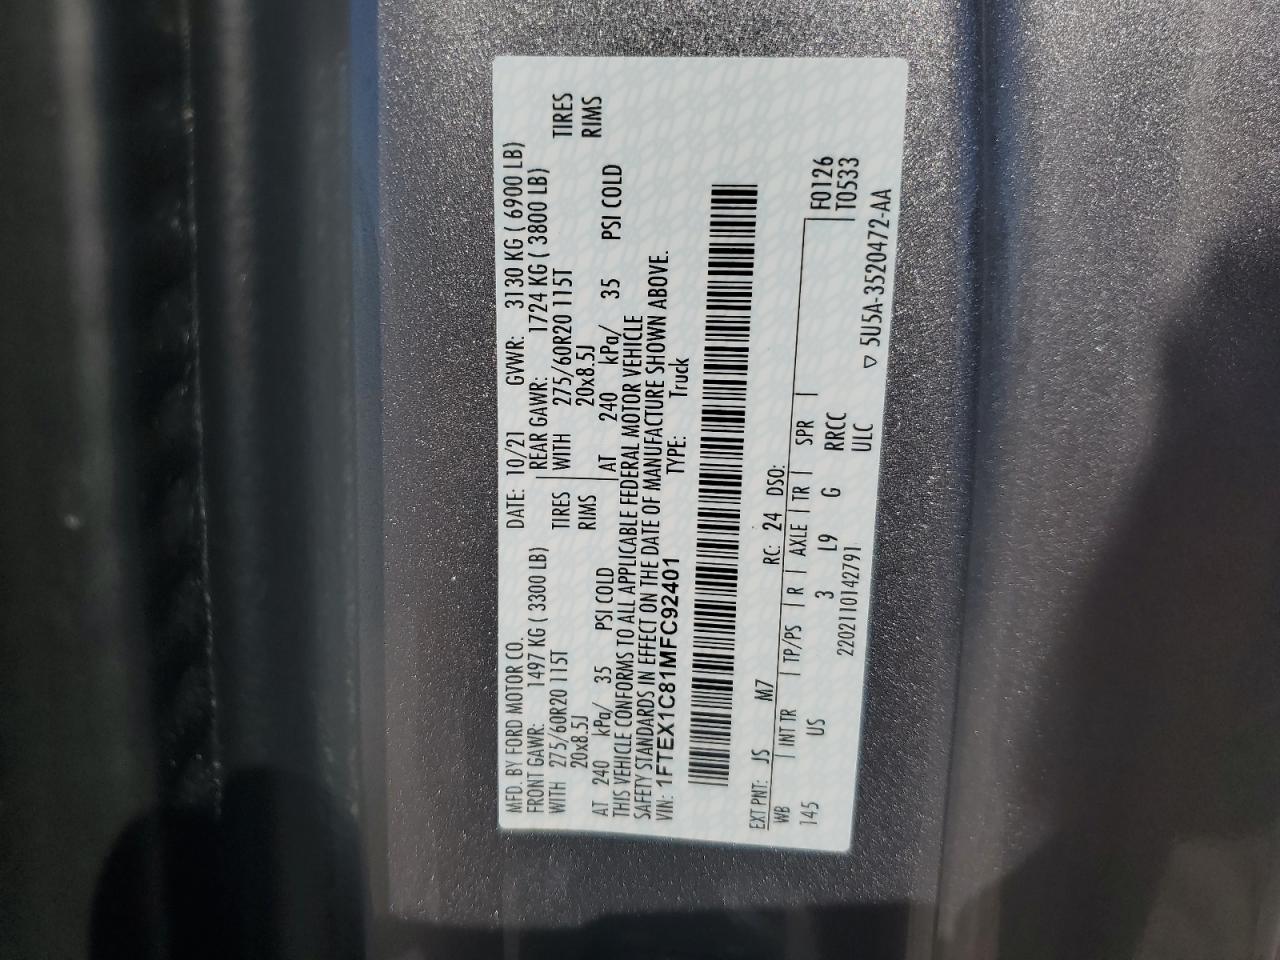 MFD. BY FORD MOTOR CO. DATE: 10/21 GVWR: 3130 KG ( 6900 LB)
FRONT GAWR: 1497 KG ( 3300 LB) REAR GAWR: 1724 KG ( 3800 LB)
WITH 275/60R20 115T TIRES WITH 275/60R20 115T TIRES
20x8.5J RIMS 20x8.5J RIMS
AT 240 kPa/ 35 PSI COLD AT 240 kPa/ 35 PSI COLD
THIS VEHICLE CONFORMS TO ALL APPLICABLE FEDERAL MOTOR VEHICLE
SAFETY STANDARDS IN EFFECT ON THE DATE OF MANUFACTURE SHOWN ABOVE.
VIN: 1FTEX1C81MFC92401 TYPE: Truck
EXT PNT: JS M7 RC: 24 DSO:
WB INT TR TP/PS R AXLE TR SPR F0126
145 US 3 L9 G RRCC T0533
2202110142791 ULC
▽ 5U5A-3520472-AA